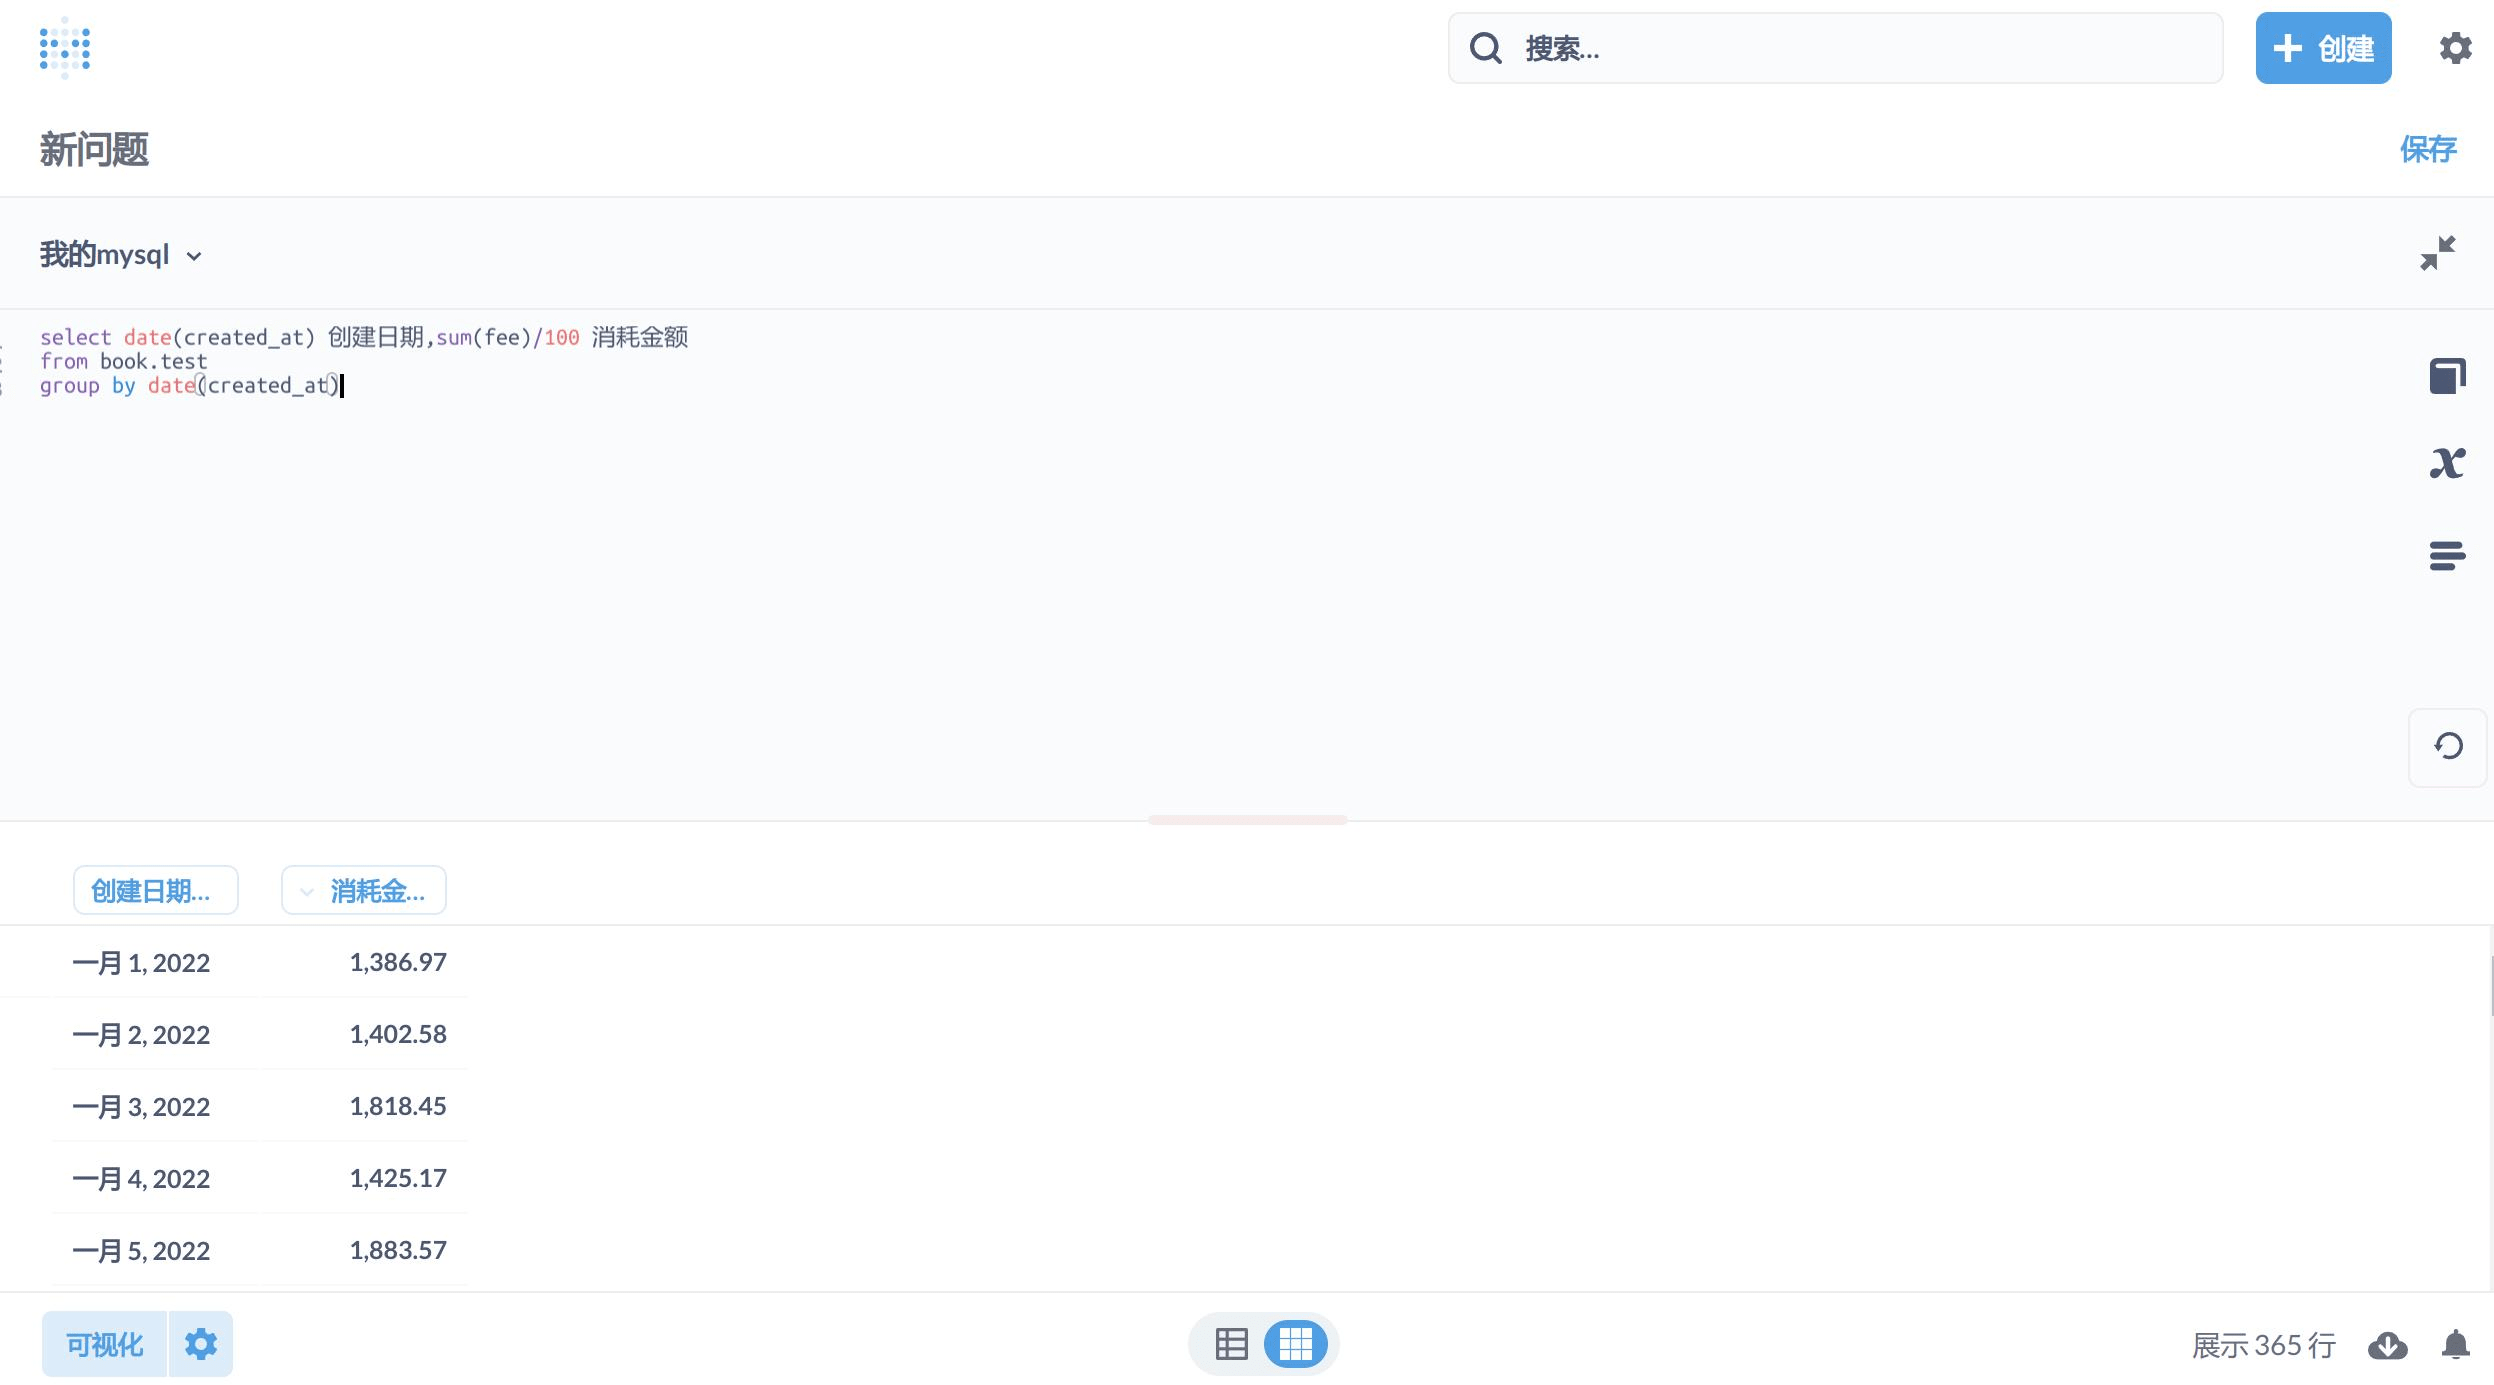 搜索...
创建
新问题
保存
我的mysql
select date(created_at) 创建日期,sum(fee)/100 消耗金额
from book.test
group by date(created_at)
创建日期... 消耗金...
一月 1, 2022 1,386.97
一月 2, 2022 1,402.58
一月 3, 2022 1,818.45
一月 4, 2022 1,425.17
一月 5, 2022 1,883.57
可视化
展示 365 行